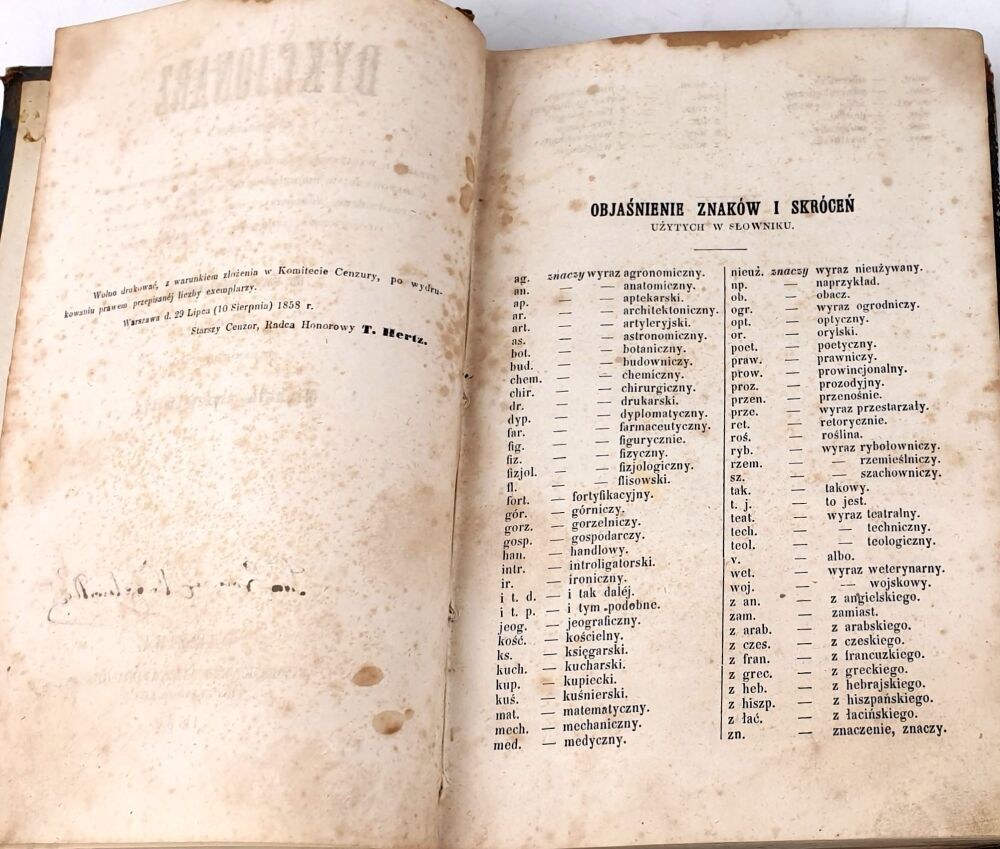 DYKCJONARZ
Wolno drukować, z warunkiem złożenia w Komitecie Cenzury, po wydru-
kowaniu prawem przepisanéj liczby exemplarzy.
Warszawa d. 29 Lipca (10 Sierpnia) 1858 r.
Starszy Cenzor, Radca Honorowy T. Hertz.
OBJAŚNIENIE ZNAKÓW I SKRÓCEŃ
UŻYTYCH W SŁOWNIKU.
ag. znaczy wyraz agronomiczny.
an. — — anatomiczny.
ap. — — aptekarski.
ar. — — architektoniczny.
art. — — artyleryjski.
as. — — astronomiczny.
bot. — — botaniczny.
bud. — — budowniczy.
chem. — — chemiczny.
chir. — — chirurgiczny.
dr. — — drukarski.
dyp. — — dyplomatyczny.
far. — — farmaceutyczny.
fig. — — figurycznie.
fiz. — — fizyczny.
fizjol. — — fizjologiczny.
fl. — — flisowski.
fort. — fortyfikacyjny.
gór. — górniczy.
gorz. — gorzelniczy.
gosp. — gospodarczy.
han. — handlowy.
intr. — introligatorski.
ir. — ironiczny.
i t. d. — i tak daléj.
i t. p. — i tym podobne.
jeog. — jeograficzny.
kość. — kościelny.
ks. — księgarski.
kuch. — kucharski.
kup. — kupiecki.
kuś. — kuśnierski.
mat. — matematyczny.
mech. — mechaniczny.
med. — medyczny.
nieuż. znaczy wyraz nieużywany.
np. — naprzykład.
ob. — obacz.
ogr. — wyraz ogrodniczy.
opt. — optyczny.
or. — orylski.
poet. — poetyczny.
praw. — prawniczy.
prow. — prowincjonalny.
proz. — prozodyjny.
przen. — przenośnie.
prze. — wyraz przestarzały.
ret. — retorycznie.
roś. — roślina.
ryb. — wyraz rybołowniczy.
rzem. — — rzemieślniczy.
sz. — — szachowniczy.
tak. — takowy.
t. j. — to jest.
teat. — wyraz teatralny.
tech. — — techniczny.
teol. — — teologiczny.
v. — albo.
wet. — wyraz weterynarny.
woj. — — wojskowy.
z an. — z angielskiego.
zam. — zamiast.
z arab. — z arabskiego.
z czes. — z czeskiego.
z fran. — z francuzkiego.
z grec. — z greckiego.
z heb. — z hebrajskiego.
z hiszp. — z hiszpańskiego.
z łać. — z łacińskiego.
zn. — znaczenie, znaczy.